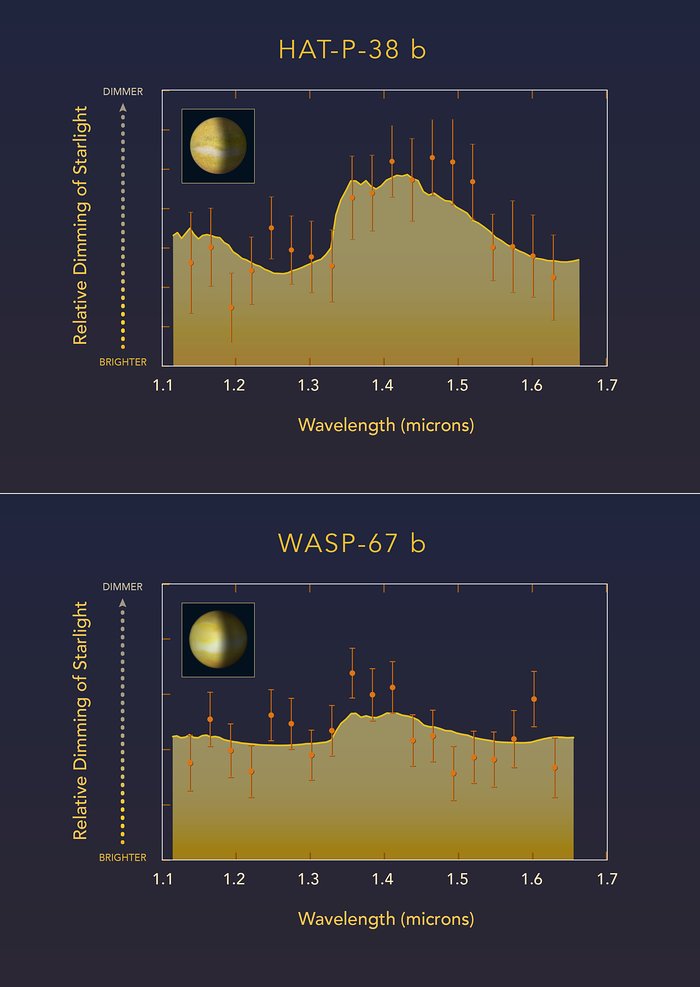 HAT-P-38 b
DIMMER
Relative Dimming of Starlight
BRIGHTER
1.1 1.2 1.3 1.4 1.5 1.6 1.7
Wavelength (microns)
WASP-67 b
DIMMER
Relative Dimming of Starlight
BRIGHTER
1.1 1.2 1.3 1.4 1.5 1.6 1.7
Wavelength (microns)